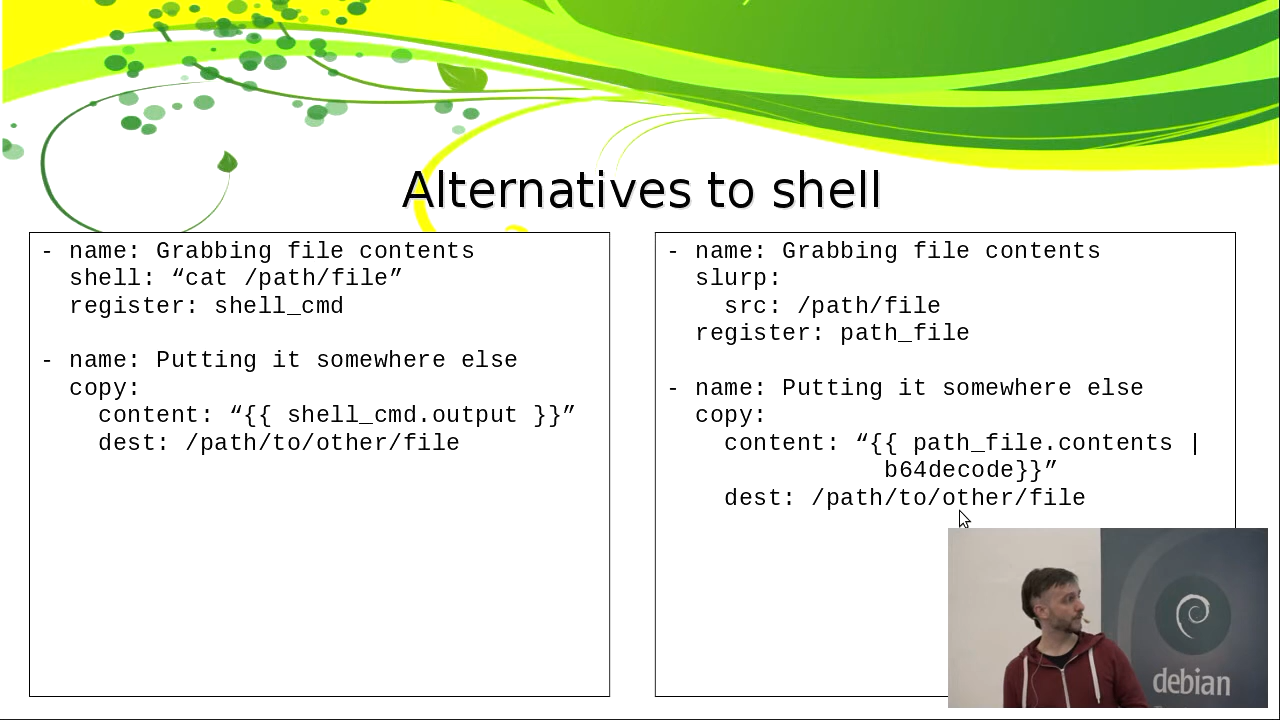 Alternatives to shell
- name: Grabbing file contents
  shell: “cat /path/file”
  register: shell_cmd
- name: Putting it somewhere else
  copy:
    content: “{{ shell_cmd.output }}”
    dest: /path/to/other/file
- name: Grabbing file contents
  slurp:
    src: /path/file
  register: path_file
- name: Putting it somewhere else
  copy:
    content: “{{ path_file.contents |
               b64decode}}”
    dest: /path/to/other/file
debian